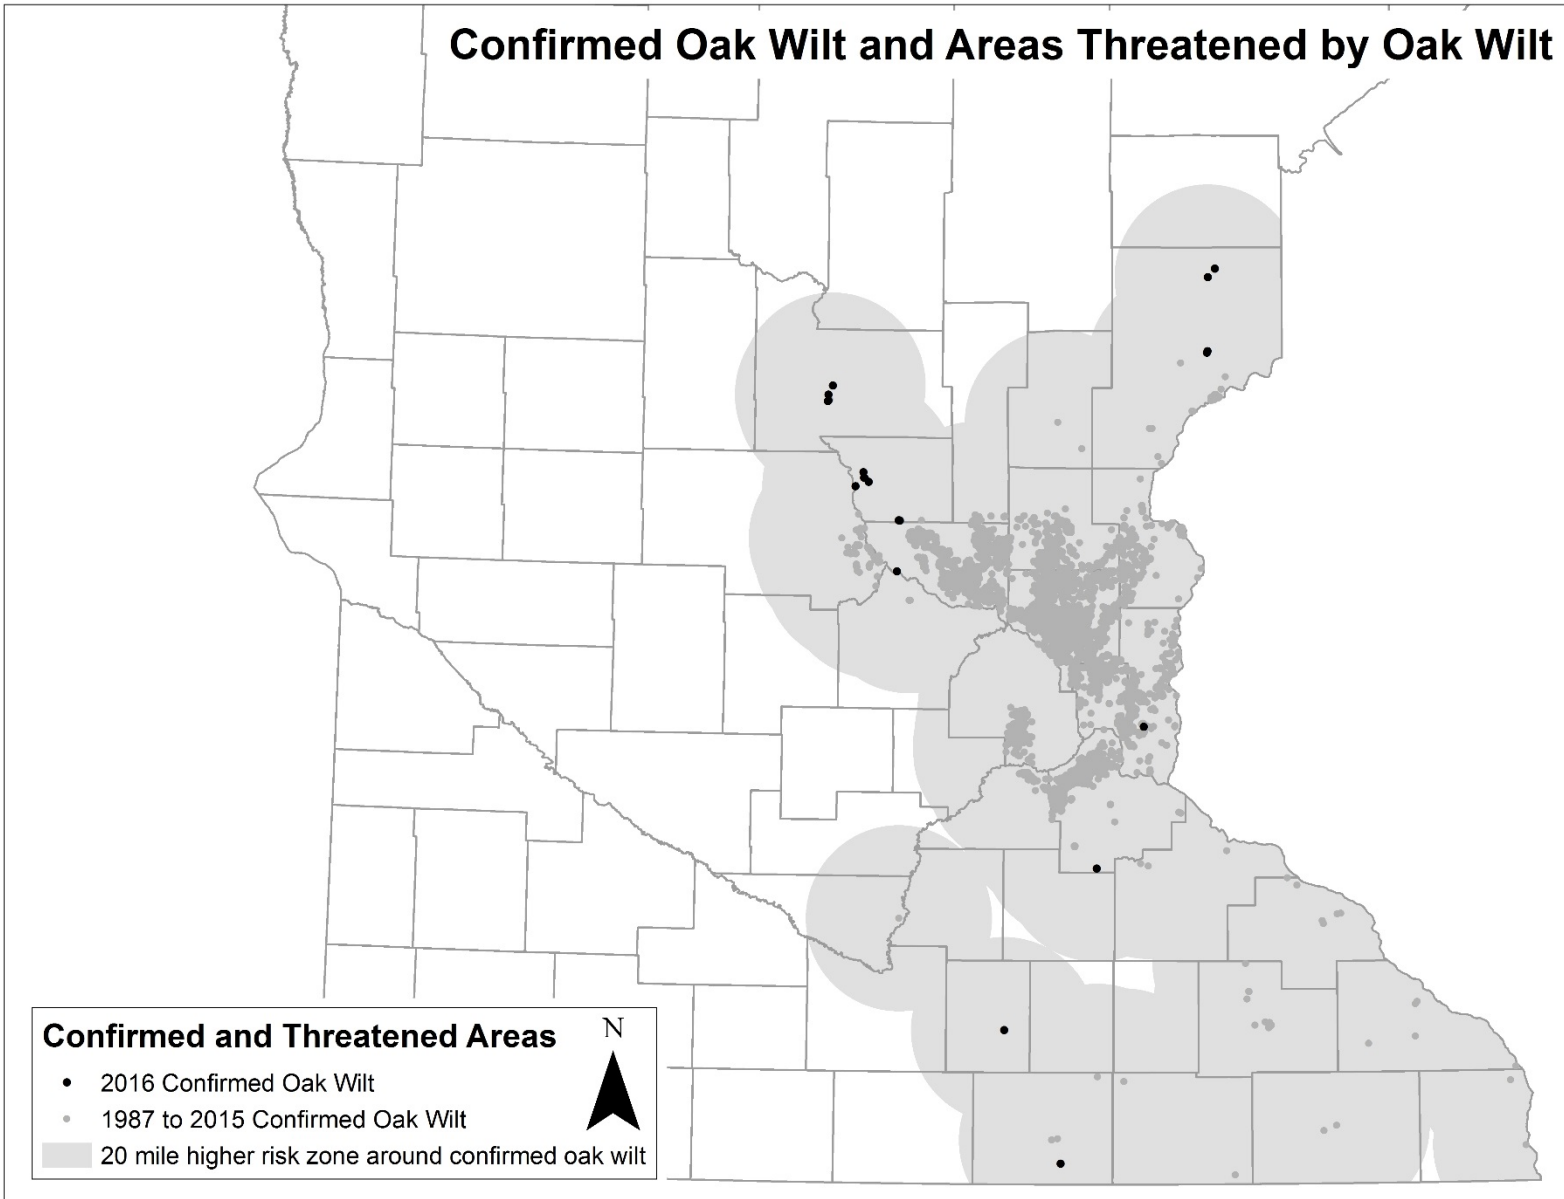 Confirmed Oak Wilt and Areas Threatened by Oak Wilt
Confirmed and Threatened Areas
N
2016 Confirmed Oak Wilt
1987 to 2015 Confirmed Oak Wilt
20 mile higher risk zone around confirmed oak wilt